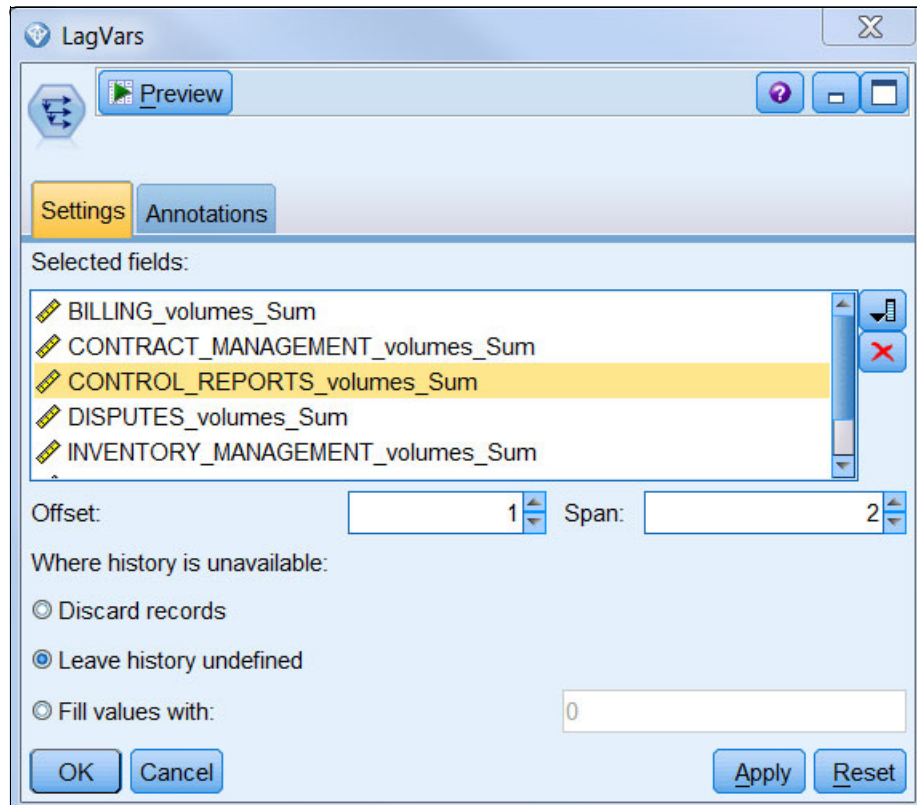 LagVars
Preview
Settings Annotations
Selected fields:
BILLING_volumes_Sum
CONTRACT_MANAGEMENT_volumes_Sum
CONTROL_REPORTS_volumes_Sum
DISPUTES_volumes_Sum
INVENTORY_MANAGEMENT_volumes_Sum
Offset: 1 Span: 2
Where history is unavailable:
Discard records
Leave history undefined
Fill values with: 0
OK Cancel Apply Reset